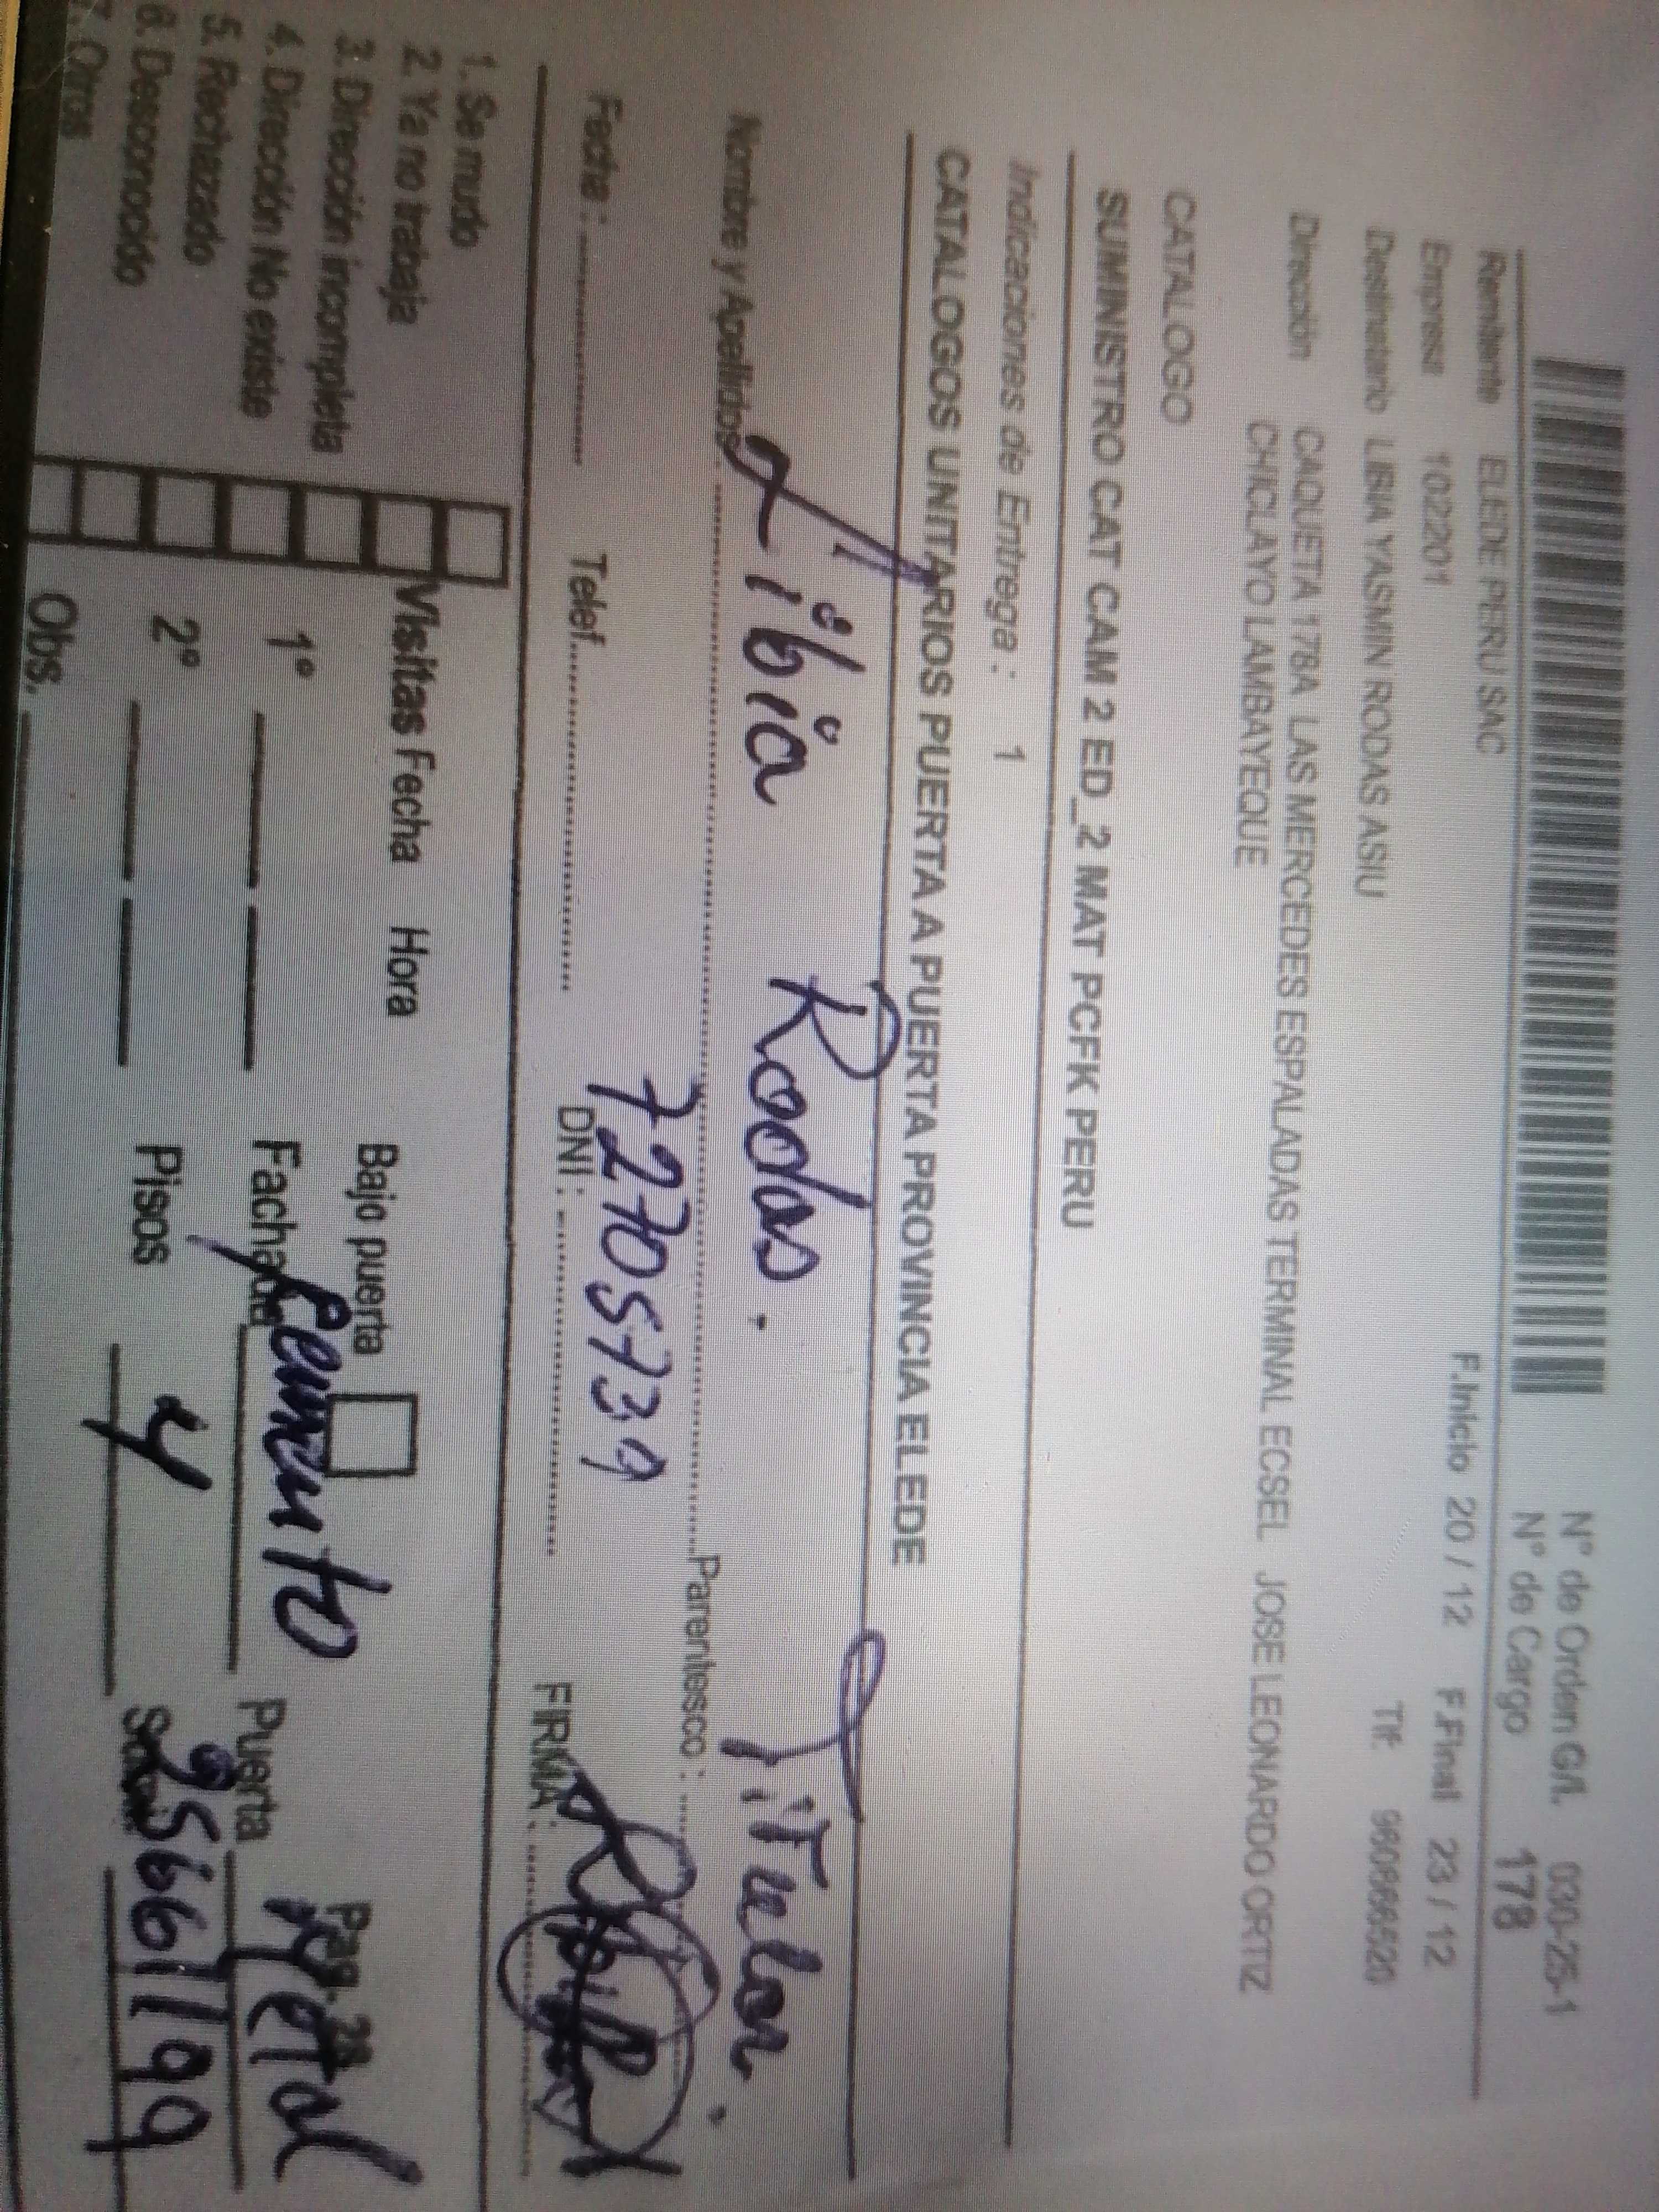 N° de Orden G/I. 030-25-1
N° de Cargo 178
Remitente ELEDE PERU SAC
F.Inicio 20 / 12 F.Final 23 / 12
Empresa 102201
Destinatario LIBIA YASMIN RODAS ASIU
Tlf: 960866520
Dirección CAQUETA 178A LAS MERCEDES ESPALADAS TERMINAL ECSEL JOSE LEONARDO ORTIZ
CHICLAYO LAMBAYEQUE
CATALOGO
SUMINISTRO CAT CAM 2 ED_2 MAT PCFK PERU
Indicaciones de Entrega : 1
CATALOGOS UNITARIOS PUERTA A PUERTA PROVINCIA ELEDE
Nombre y Apellidos Libia Rodas. Parentesco : Titular.
Fecha : Telef. DNI : 72705739 FIRMA :
1. Se mudo
2. Ya no trabaja Visitas Fecha Hora Bajo puerta Pag. 28
3. Dirección incompleta
4. Dirección No existe 1° Fachada Puerta Metal
5. Rechazado
6. Desconocido 2° Pisos 4
7. Otros Obs.